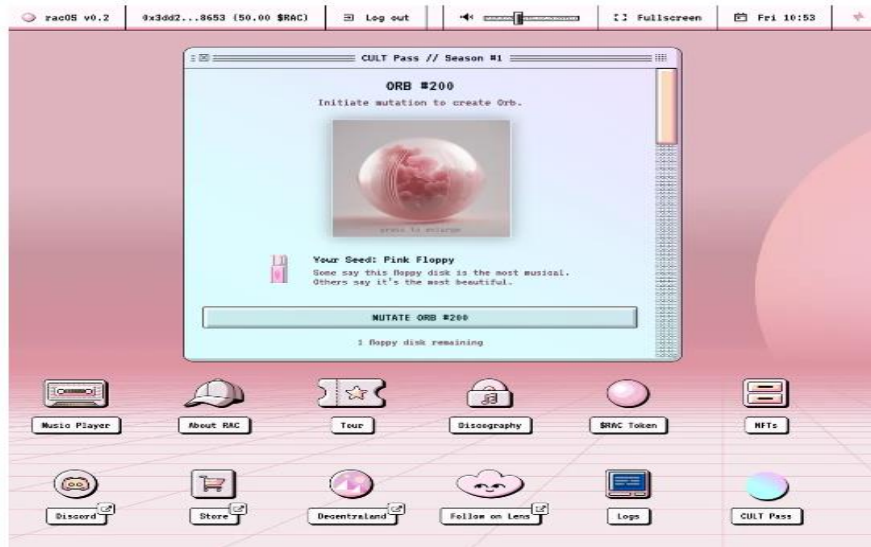 racOS v0.2
0x3dd2...8653 (50.00 $RAC)
Log out
Fullscreen
Fri 10:53
CULT Pass // Season #1
ORB #200
Initiate mutation to create Orb.
press to enlarge
Your Seed: Pink Floppy
Some say this floppy disk is the most musical.
Others say it's the most beautiful.
MUTATE ORB #200
1 floppy disk remaining
Music Player
About RAC
Tour
Discography
$RAC Token
NFTs
Discord
Store
Decentraland
Follow on Lens
Logs
CULT Pass